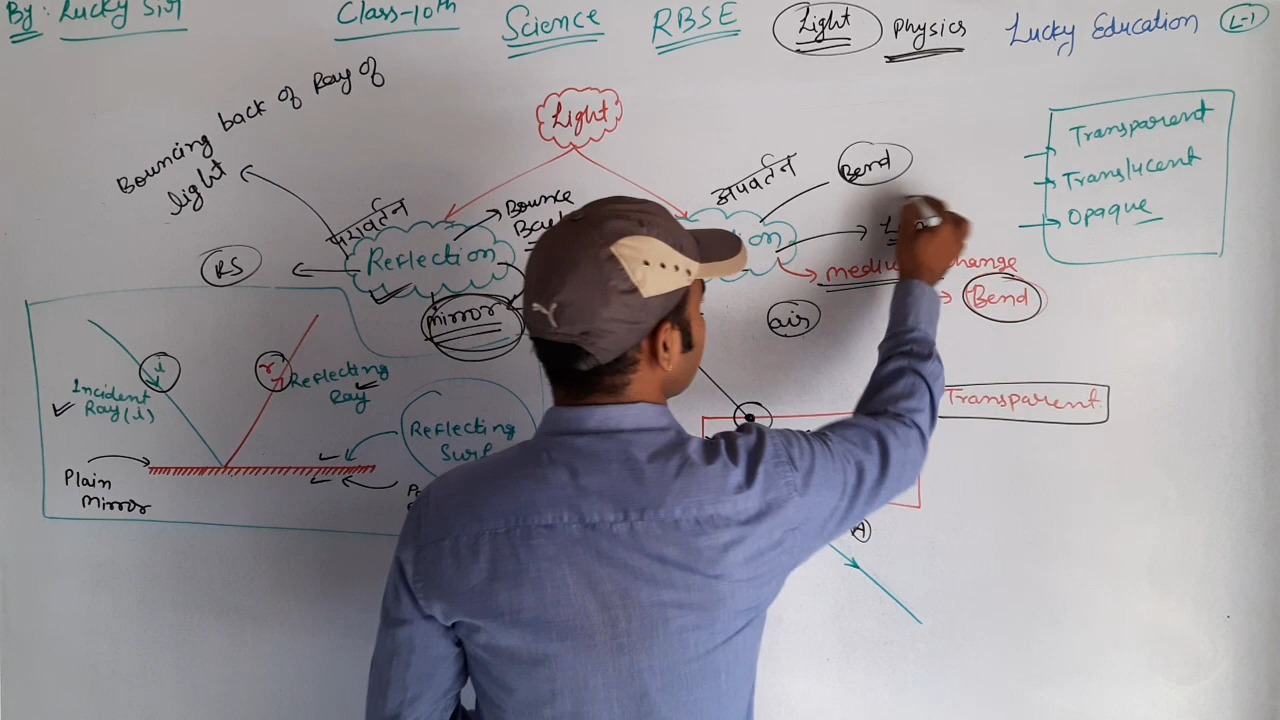 By: Lucky Sir
Class-10th
Science
RBSE
Light
Physics
Lucky Education
L-1
Bouncing back of Ray of
light
Light
परावर्तन
Bounce
Reflection
RS
mirror
अपवर्तन
Bend
Bend
air
Transparent
Translucent
Opaque
Transparent
i
r
Incident
Ray (i)
Reflecting
Ray
Reflecting
Plain
mirror